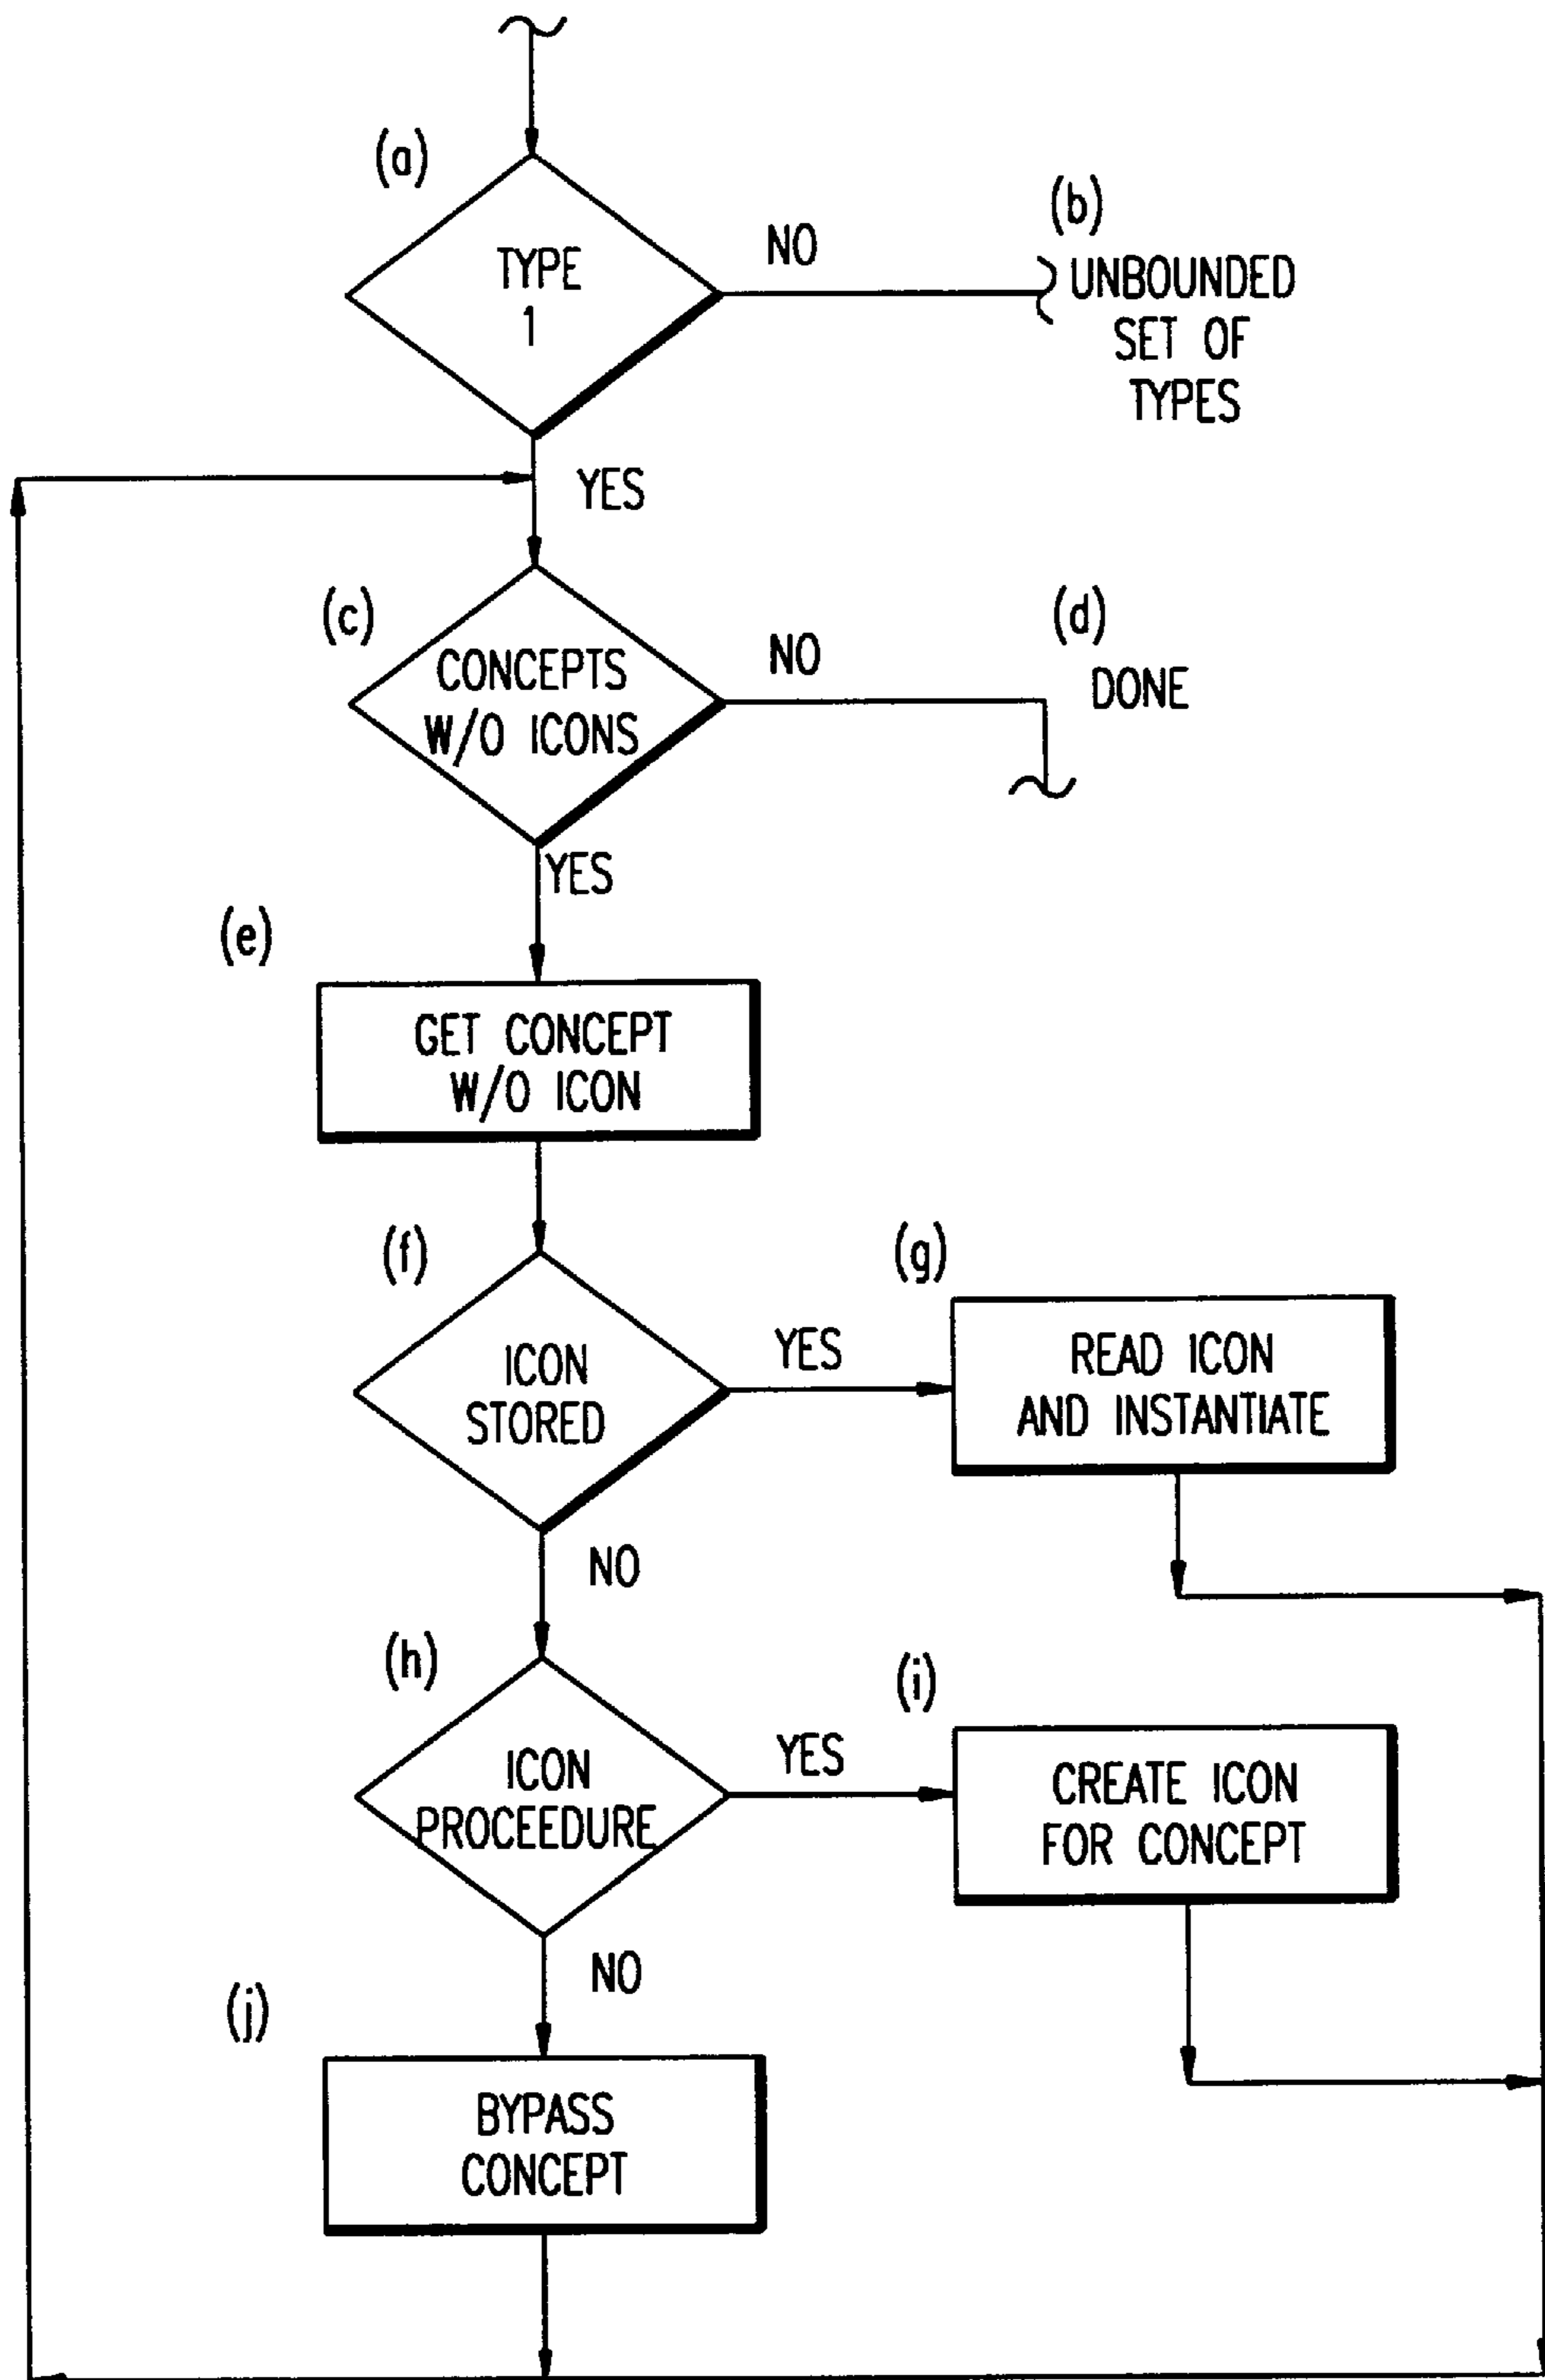 (a)
TYPE
1
NO
(b)
UNBOUNDED
SET OF
TYPES
YES
(c)
CONCEPTS
W/O ICONS
NO
(d)
DONE
YES
(e)
GET CONCEPT
W/O ICON
(f)
ICON
STORED
YES
(g)
READ ICON
AND INSTANTIATE
NO
(h)
ICON
PROCEEDURE
YES
(i)
CREATE ICON
FOR CONCEPT
NO
(j)
BYPASS
CONCEPT